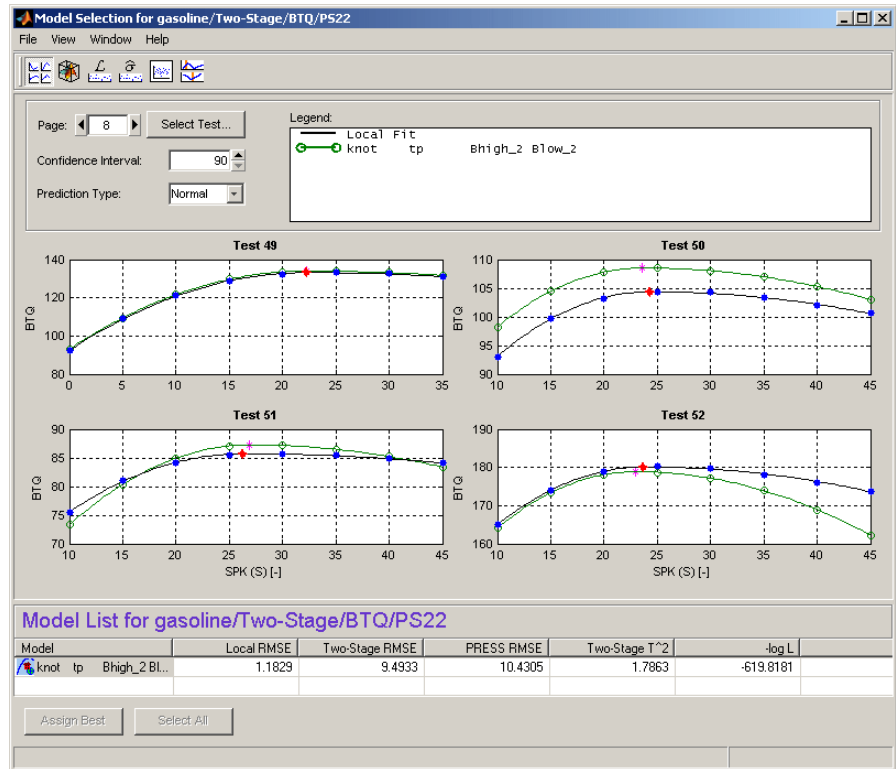 Model Selection for gasoline/Two-Stage/BTQ/PS22
File View Window Help
Page: 8 Select Test...
Confidence Interval: 90
Prediction Type: Normal
Legend:
Local Fit
knot tp Bhigh_2 Blow_2
Test 49
140
120
100
80
BTQ
0 5 10 15 20 25 30 35
Test 50
110
105
100
95
90
BTQ
10 15 20 25 30 35 40 45
Test 51
90
85
80
75
70
BTQ
10 15 20 25 30 35 40 45
SPK (S) [-]
Test 52
190
180
170
160
BTQ
10 15 20 25 30 35 40 45
SPK (S) [-]
Model List for gasoline/Two-Stage/BTQ/PS22
Model Local RMSE Two-Stage RMSE PRESS RMSE Two-Stage T^2 -log L
knot tp Bhigh_2 Bl... 1.1829 9.4933 10.4305 1.7863 -619.8181
Assign Best Select All